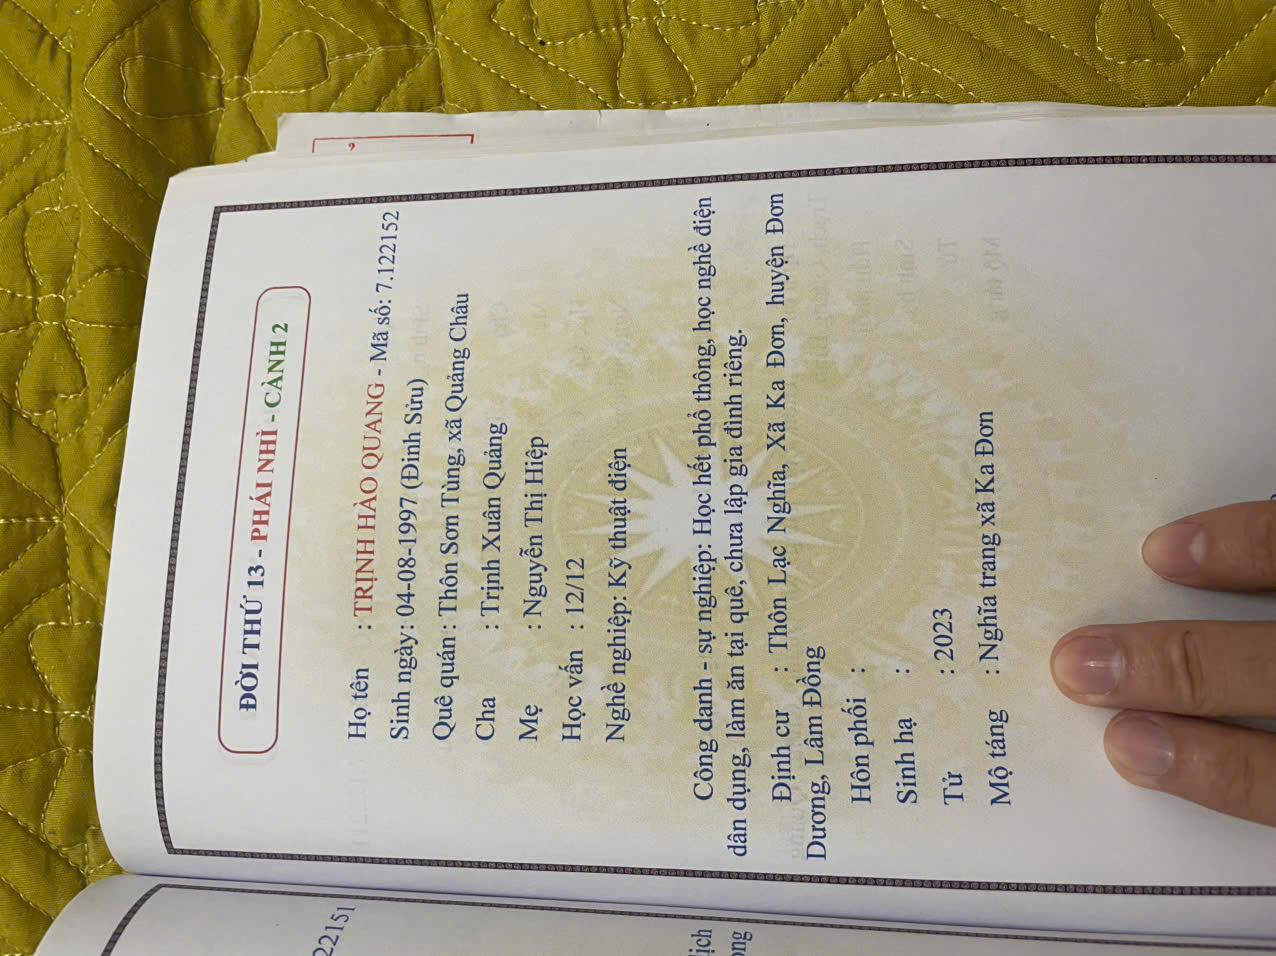 ĐỜI THỨ 13 - PHÁI NHÌ - CÀNH 2
Họ tên : TRỊNH HÀO QUANG - Mã số: 7.122152
Sinh ngày: 04-08-1997 (Đinh Sửu)
Quê quán : Thôn Sơn Tùng, xã Quảng Châu
Cha : Trịnh Xuân Quảng
Mẹ : Nguyễn Thị Hiệp
Học vấn : 12/12
Nghề nghiệp: Kỹ thuật điện
Công danh - sự nghiệp: Học hết phổ thông, học nghề điện
dân dụng, làm ăn tại quê, chưa lập gia đình riêng.
Định cư : Thôn Lạc Nghĩa, Xã Ka Đơn, huyện Đơn
Dương, Lâm Đồng
Hôn phối :
Sinh hạ :
Tử : 2023
Mộ táng : Nghĩa trang xã Ka Đơn
22151
ịch
ong